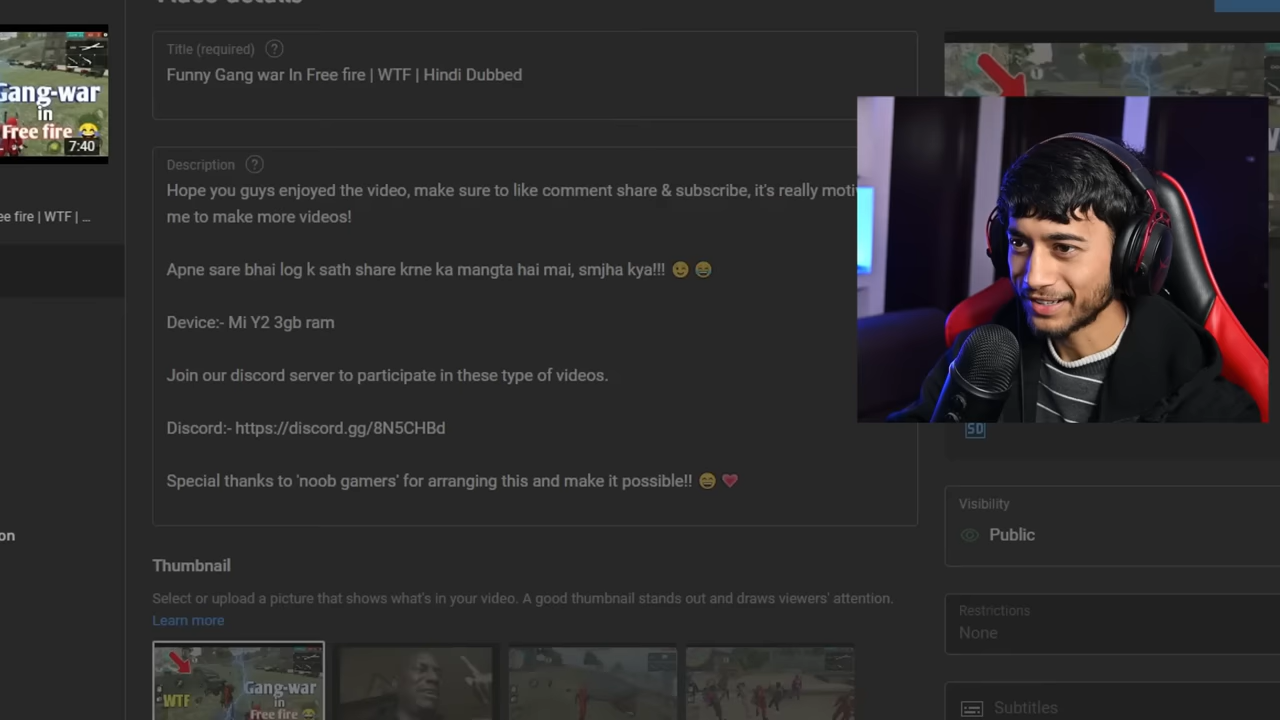 Video details
Title (required)
Funny Gang war In Free fire | WTF | Hindi Dubbed
Gang-war
in
Free fire 😂
7:40
Description
Hope you guys enjoyed the video, make sure to like comment share & subscribe, it's really
me to make more videos!
ee fire | WTF | ...
Apne sare bhai log k sath share krne ka mangta hai mai, smjha kya!!! 😉 😂
Device:- Mi Y2 3gb ram
Join our discord server to participate in these type of videos.
Discord:- https://discord.gg/8N5CHBd
SD
Special thanks to 'noob gamers' for arranging this and make it possible!! 😄 💗
Visibility
Public
on
Thumbnail
Select or upload a picture that shows what's in your video. A good thumbnail stands out and draws viewers' attention.
Learn more
Restrictions
None
WTF
Gang-war
in
Free fire 😂
Subtitles